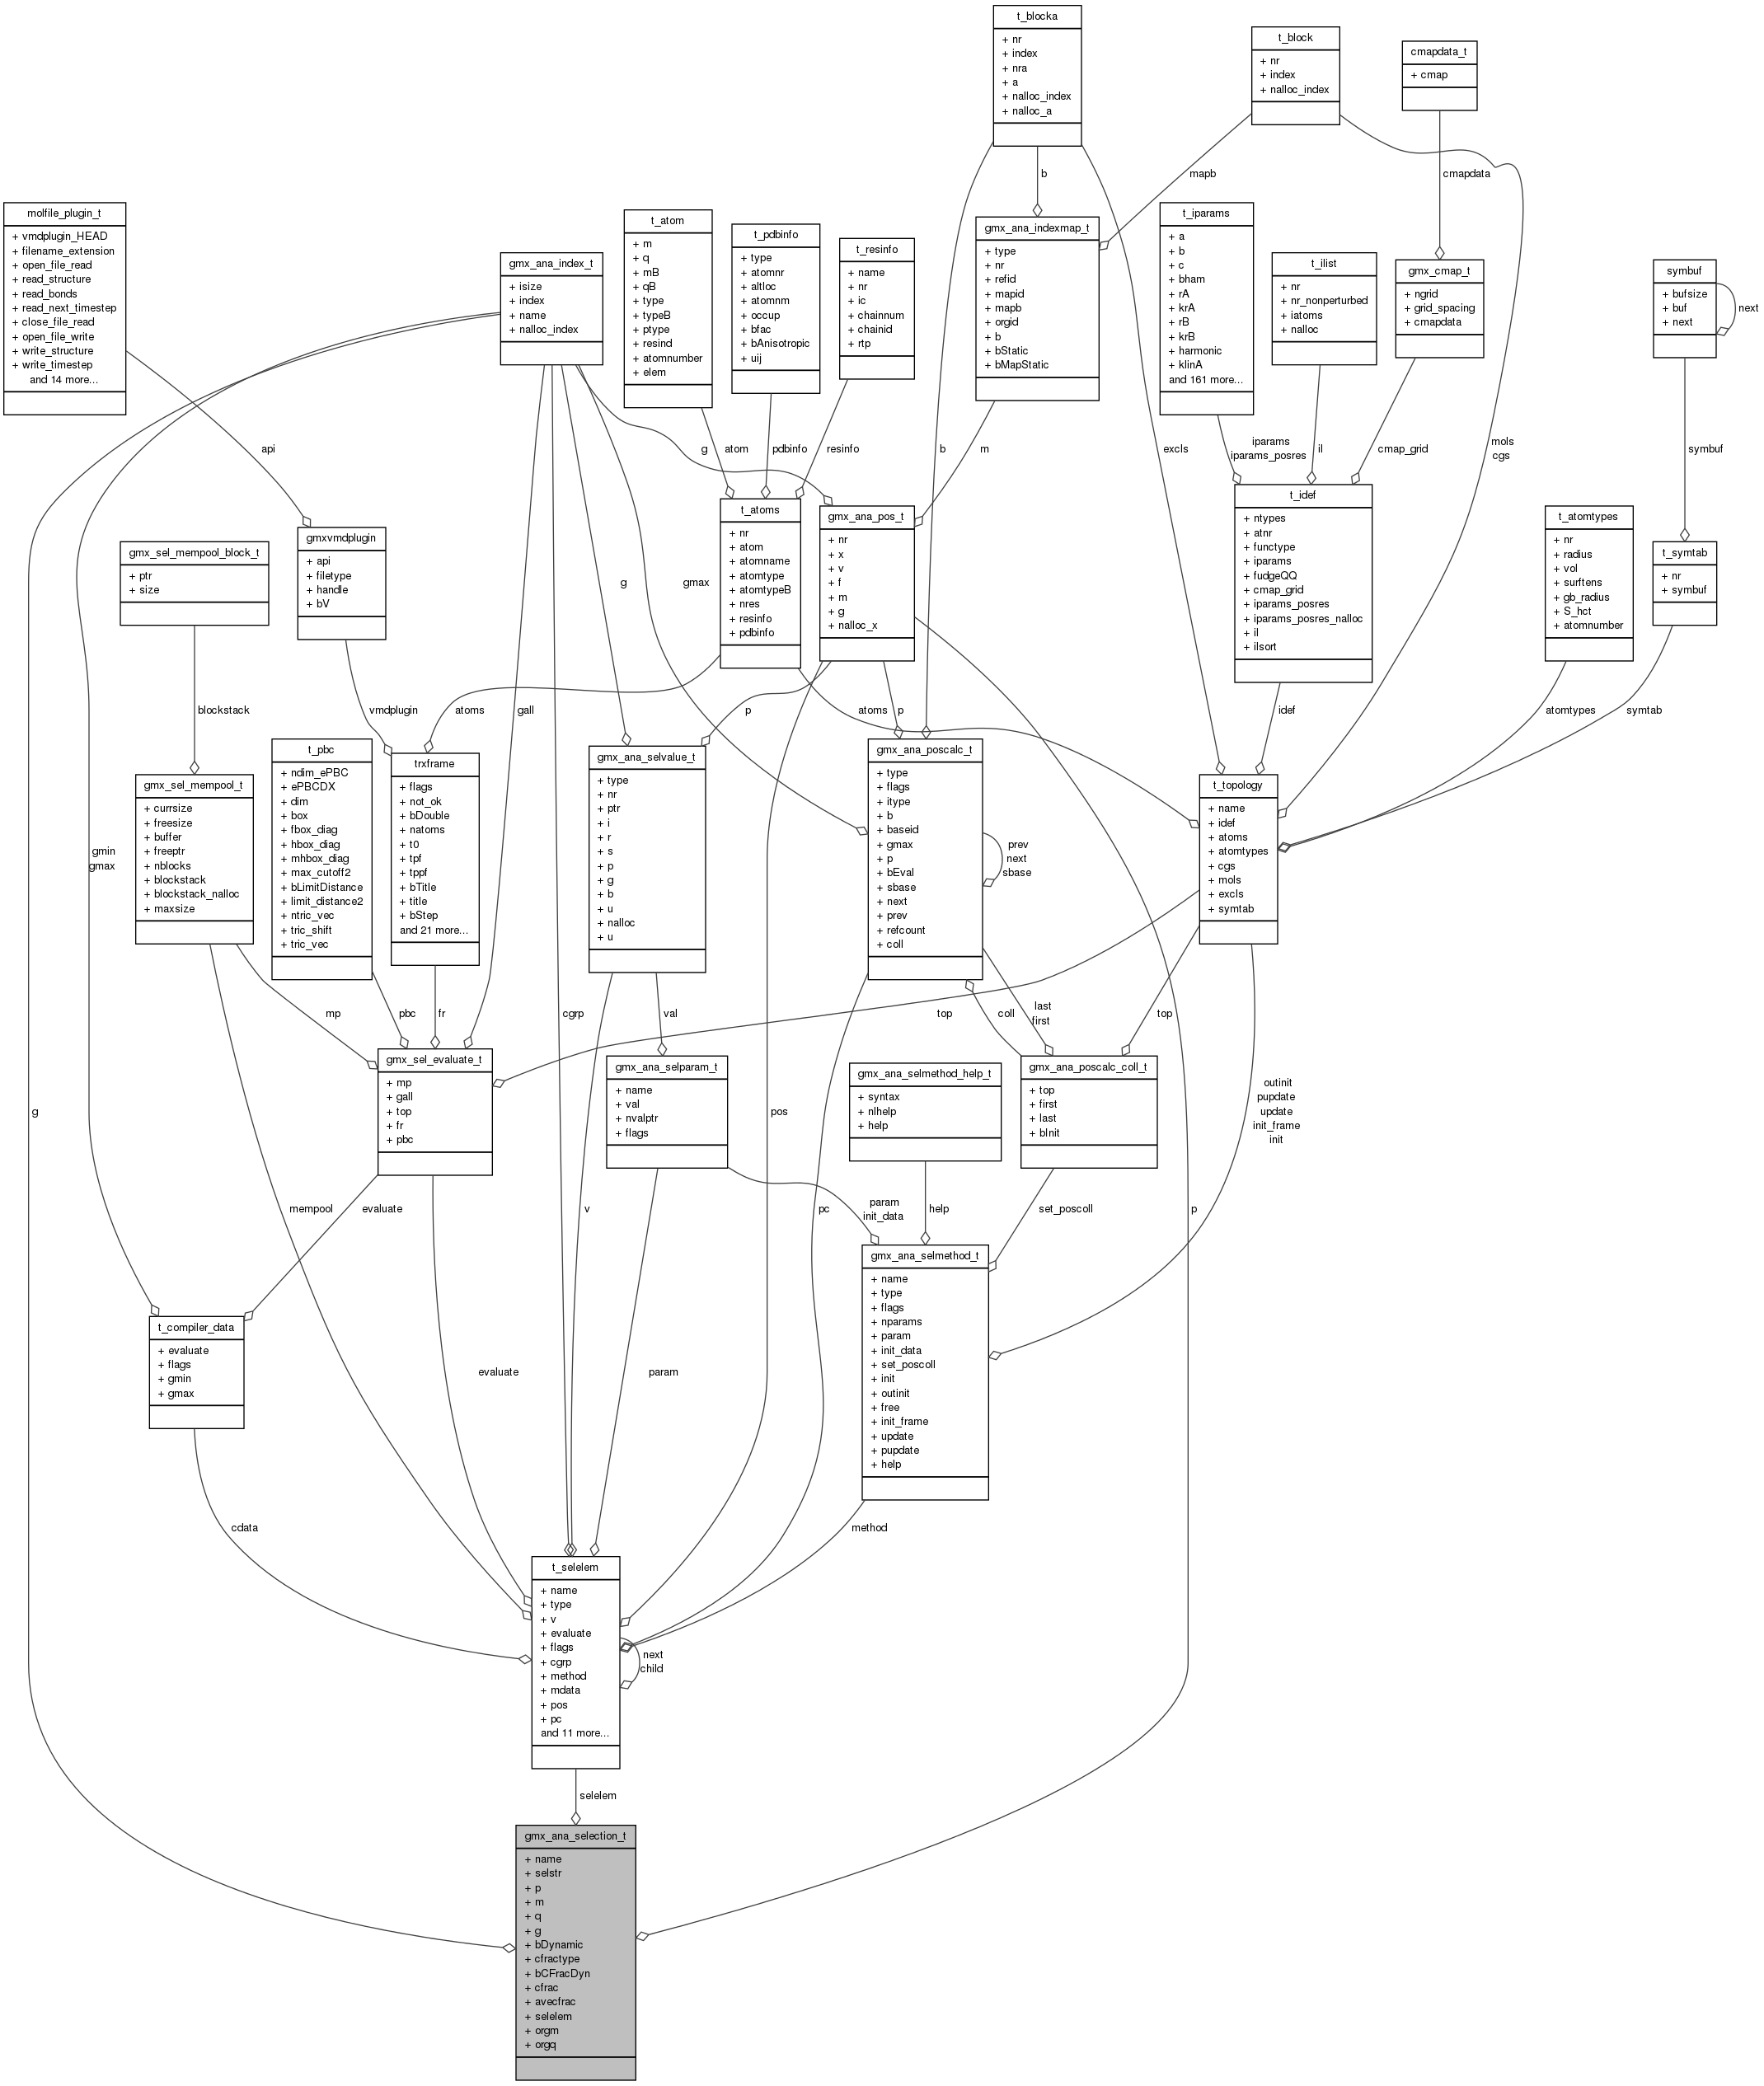 t_blocka
+ nr
+ index
+ nra
+ a
+ nalloc_index
+ nalloc_a
t_block
+ nr
+ index
+ nalloc_index
cmapdata_t
+ cmap
b
mapb
cmapdata
molfile_plugin_t
+ vmdplugin_HEAD
+ filename_extension
+ open_file_read
+ read_structure
+ read_bonds
+ read_next_timestep
+ close_file_read
+ open_file_write
+ write_structure
+ write_timestep
and 14 more...
gmx_ana_index_t
+ isize
+ index
+ name
+ nalloc_index
t_atom
+ m
+ q
+ mB
+ qB
+ type
+ typeB
+ ptype
+ resind
+ atomnumber
+ elem
t_pdbinfo
+ type
+ atomnr
+ altloc
+ atomnm
+ occup
+ bfac
+ bAnisotropic
+ uij
t_resinfo
+ name
+ nr
+ ic
+ chainnum
+ chainid
+ rtp
gmx_ana_indexmap_t
+ type
+ nr
+ refid
+ mapid
+ mapb
+ orgid
+ b
+ bStatic
+ bMapStatic
t_iparams
+ a
+ b
+ c
+ bham
+ rA
+ krA
+ rB
+ krB
+ harmonic
+ klinA
and 161 more...
t_ilist
+ nr
+ nr_nonperturbed
+ iatoms
+ nalloc
gmx_cmap_t
+ ngrid
+ grid_spacing
+ cmapdata
symbuf
+ bufsize
+ buf
+ next
next
api
g
atom
pdbinfo
resinfo
b
m
excls
iparams
iparams_posres
il
cmap_grid
mols
cgs
symbuf
gmx_sel_mempool_block_t
+ ptr
+ size
gmxvmdplugin
+ api
+ filetype
+ handle
+ bV
g
gmax
t_atoms
+ nr
+ atom
+ atomname
+ atomtype
+ atomtypeB
+ nres
+ resinfo
+ pdbinfo
gmx_ana_pos_t
+ nr
+ x
+ v
+ f
+ m
+ g
+ nalloc_x
t_idef
+ ntypes
+ atnr
+ functype
+ iparams
+ fudgeQQ
+ cmap_grid
+ iparams_posres
+ iparams_posres_nalloc
+ il
+ ilsort
t_atomtypes
+ nr
+ radius
+ vol
+ surftens
+ gb_radius
+ S_hct
+ atomnumber
t_symtab
+ nr
+ symbuf
blockstack
vmdplugin
atoms
gall
p
atoms
p
idef
atomtypes
symtab
gmx_sel_mempool_t
+ currsize
+ freesize
+ buffer
+ freeptr
+ nblocks
+ blockstack
+ blockstack_nalloc
+ maxsize
t_pbc
+ ndim_ePBC
+ ePBCDX
+ dim
+ box
+ fbox_diag
+ hbox_diag
+ mhbox_diag
+ max_cutoff2
+ bLimitDistance
+ limit_distance2
+ ntric_vec
+ tric_shift
+ tric_vec
trxframe
+ flags
+ not_ok
+ bDouble
+ natoms
+ t0
+ tpf
+ tppf
+ bTitle
+ title
+ bStep
and 21 more...
gmx_ana_selvalue_t
+ type
+ nr
+ ptr
+ i
+ r
+ s
+ p
+ g
+ b
+ u
+ nalloc
+ u
gmx_ana_poscalc_t
+ type
+ flags
+ itype
+ b
+ baseid
+ gmax
+ p
+ bEval
+ sbase
+ next
+ prev
+ refcount
+ coll
prev
next
sbase
t_topology
+ name
+ idef
+ atoms
+ atomtypes
+ cgs
+ mols
+ excls
+ symtab
gmin
gmax
mp
pbc
fr
cgrp
val
top
coll
last
first
top
g
gmx_sel_evaluate_t
+ mp
+ gall
+ top
+ fr
+ pbc
gmx_ana_selparam_t
+ name
+ val
+ nvalptr
+ flags
pos
gmx_ana_selmethod_help_t
+ syntax
+ nlhelp
+ help
gmx_ana_poscalc_coll_t
+ top
+ first
+ last
+ bInit
outinit
pupdate
update
init_frame
init
mempool
evaluate
v
pc
param
init_data
help
set_poscoll
p
t_compiler_data
+ evaluate
+ flags
+ gmin
+ gmax
evaluate
param
gmx_ana_selmethod_t
+ name
+ type
+ flags
+ nparams
+ param
+ init_data
+ set_poscoll
+ init
+ outinit
+ free
+ init_frame
+ update
+ pupdate
+ help
cdata
method
t_selelem
+ name
+ type
+ v
+ evaluate
+ flags
+ cgrp
+ method
+ mdata
+ pos
+ pc
and 11 more...
next
child
selelem
gmx_ana_selection_t
+ name
+ selstr
+ p
+ m
+ q
+ g
+ bDynamic
+ cfractype
+ bCFracDyn
+ cfrac
+ avecfrac
+ selelem
+ orgm
+ orgq